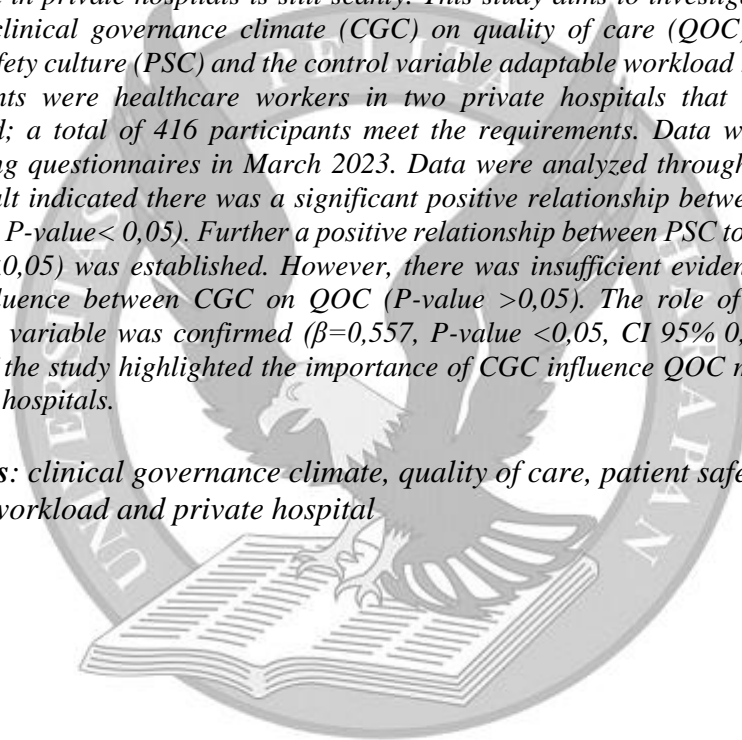 in private hospitals is still scanty. This study aims to investig
clinical governance climate (CGC) on quality of care (QOC)
fety culture (PSC) and the control variable adaptable workload
nts were healthcare workers in two private hospitals that
d; a total of 416 participants meet the requirements. Data w
ng questionnaires in March 2023. Data were analyzed through
ult indicated there was a significant positive relationship betwe
P-value< 0,05). Further a positive relationship between PSC to
0,05) was established. However, there was insufficient eviden
luence between CGC on QOC (P-value >0,05). The role of
variable was confirmed (β=0,557, P-value <0,05, CI 95% 0,
f the study highlighted the importance of CGC influence QOC m
hospitals.
s: clinical governance climate, quality of care, patient safe
workload and private hospital
UNIVERSITAS PELITA HARAPAN